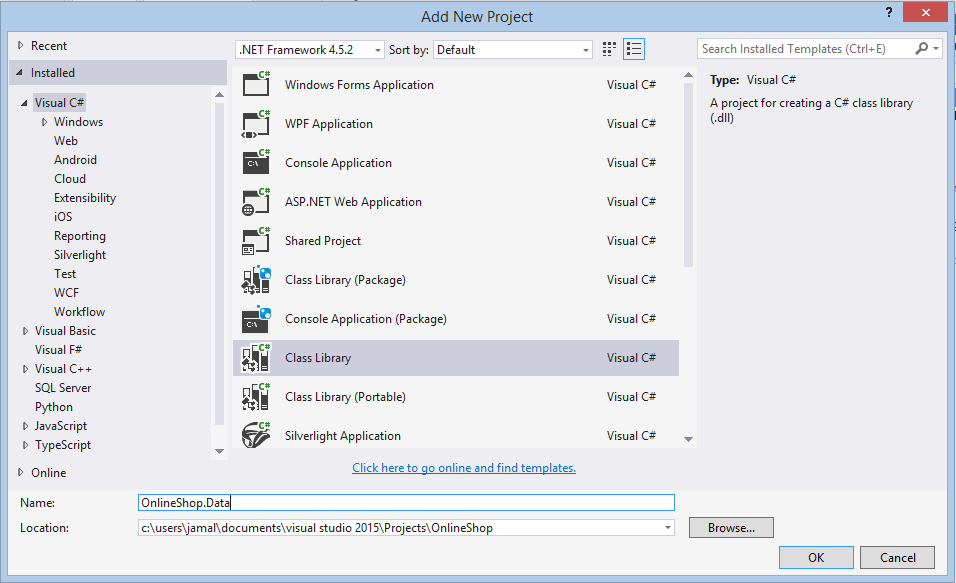 Add New Project
?
Recent
Installed
Visual C#
Windows
Web
Android
Cloud
Extensibility
iOS
Reporting
Silverlight
Test
WCF
Workflow
Visual Basic
Visual F#
Visual C++
SQL Server
Python
JavaScript
TypeScript
Online
.NET Framework 4.5.2 Sort by: Default
Windows Forms Application Visual C#
WPF Application Visual C#
Console Application Visual C#
ASP.NET Web Application Visual C#
Shared Project Visual C#
Class Library (Package) Visual C#
Console Application (Package) Visual C#
Class Library Visual C#
Class Library (Portable) Visual C#
Silverlight Application Visual C#
Click here to go online and find templates.
Search Installed Templates (Ctrl+E)
Type: Visual C#
A project for creating a C# class library
(.dll)
Name: OnlineShop.Data
Location: c:\users\jamal\documents\visual studio 2015\Projects\OnlineShop Browse...
OK Cancel